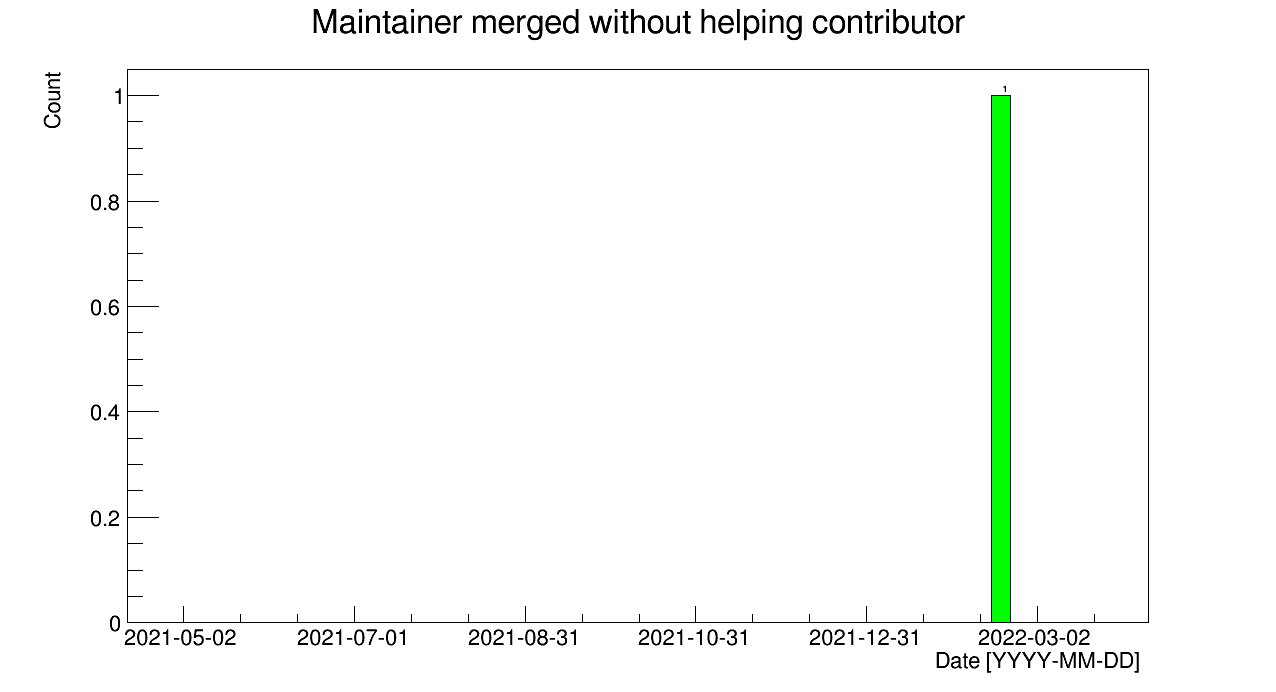 Maintainer merged without helping contributor
Count
1
1
0.8
0.6
0.4
0.2
0
2021-05-02 2021-07-01 2021-08-31 2021-10-31 2021-12-31 2022-03-02
Date [YYYY-MM-DD]